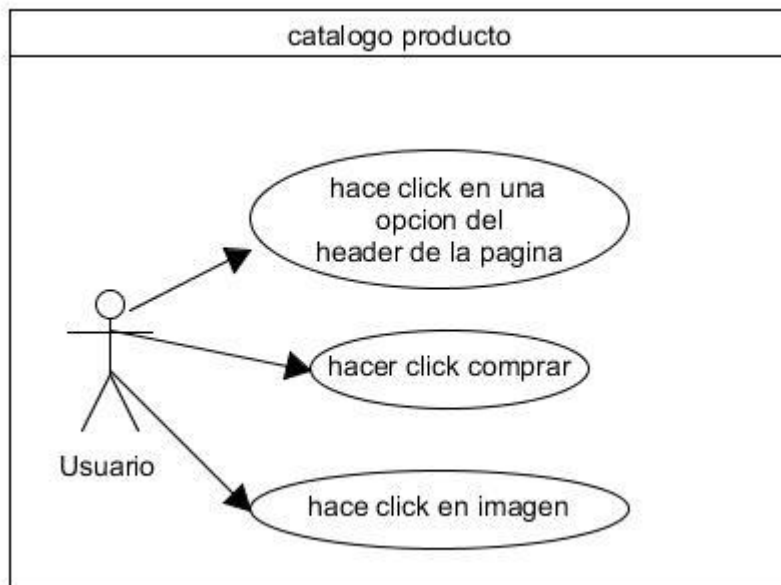 catalogo producto
hace click en una
opcion del
header de la pagina
hacer click comprar
Usuario
hace click en imagen